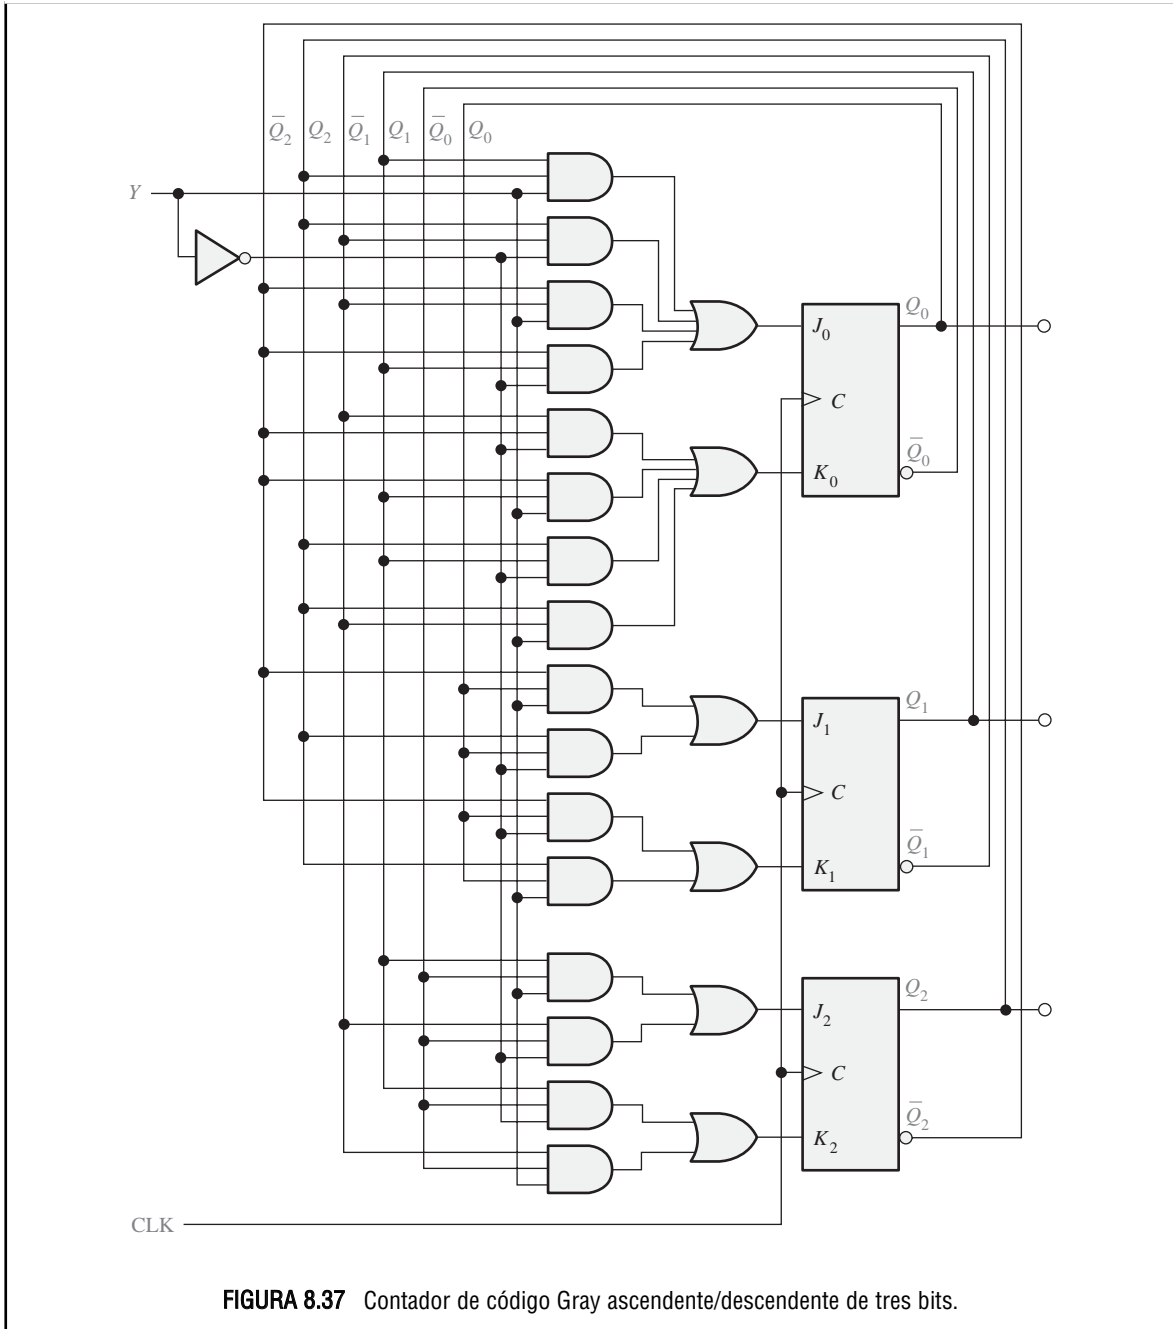 Q̅2 Q2 Q̅1 Q1 Q̅0 Q0
Y
J0 Q0
C
K0 Q̅0
J1 Q1
C
K1 Q̅1
J2 Q2
C
K2 Q̅2
CLK
FIGURA 8.37 Contador de código Gray ascendente/descendente de tres bits.